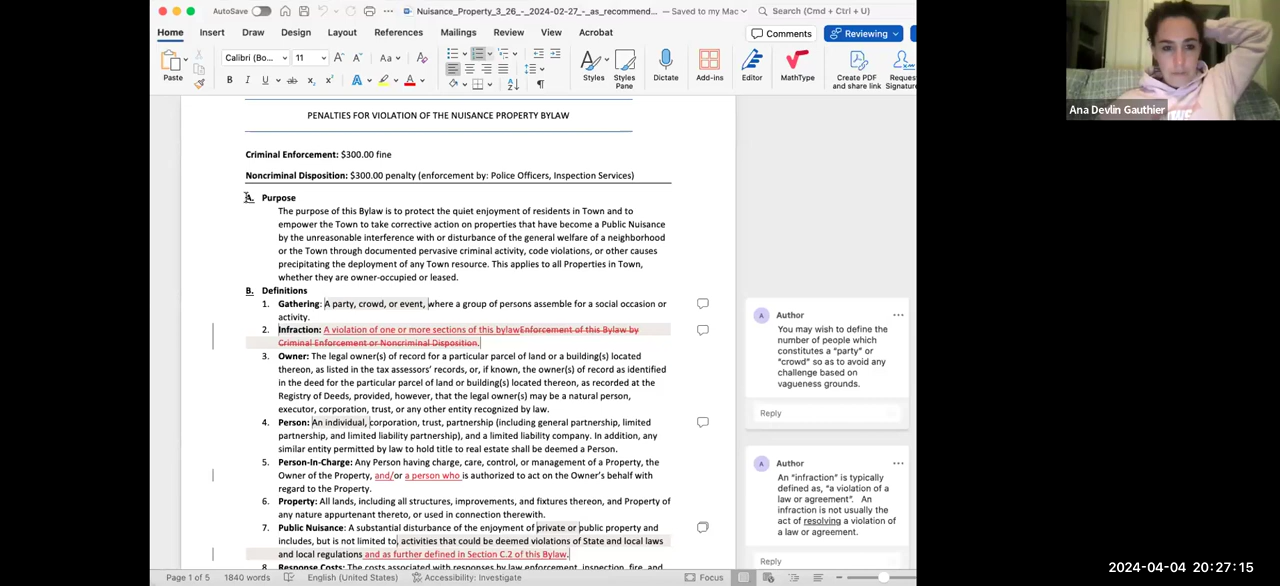 AutoSave
Nuisance_Property_3_26_-_2024-02-27_-_as_recommend... — Saved to my Mac
Search (Cmd + Ctrl + U)
Home Insert Draw Design Layout References Mailings Review View Acrobat
Comments Reviewing
Paste
Calibri (Bo... 11
Styles
Styles Pane
Dictate
Add-ins
Editor
MathType
Create PDF and share link
Request Signature
PENALTIES FOR VIOLATION OF THE NUISANCE PROPERTY BYLAW
Criminal Enforcement: $300.00 fine
Noncriminal Disposition: $300.00 penalty (enforcement by: Police Officers, Inspection Services)
A. Purpose
The purpose of this Bylaw is to protect the quiet enjoyment of residents in Town and to
empower the Town to take corrective action on properties that have become a Public Nuisance
by the unreasonable interference with or disturbance of the general welfare of a neighborhood
or the Town through documented pervasive criminal activity, code violations, or other causes
precipitating the deployment of any Town resource. This applies to all Properties in Town,
whether they are owner-occupied or leased.
B. Definitions
1. Gathering: A party, crowd, or event, where a group of persons assemble for a social occasion or
activity.
2. Infraction: A violation of one or more sections of this bylawEnforcement of this Bylaw by
Criminal Enforcement or Noncriminal Disposition.
3. Owner: The legal owner(s) of record for a particular parcel of land or a building(s) located
thereon, as listed in the tax assessors' records, or, if known, the owner(s) of record as identified
in the deed for the particular parcel of land or building(s) located thereon, as recorded at the
Registry of Deeds, provided, however, that the legal owner(s) may be a natural person,
executor, corporation, trust, or any other entity recognized by law.
4. Person: An individual, corporation, trust, partnership (including general partnership, limited
partnership, and limited liability partnership), and a limited liability company. In addition, any
similar entity permitted by law to hold title to real estate shall be deemed a Person.
5. Person-In-Charge: Any Person having charge, care, control, or management of a Property, the
Owner of the Property, and/or a person who is authorized to act on the Owner's behalf with
regard to the Property.
6. Property: All lands, including all structures, improvements, and fixtures thereon, and Property of
any nature appurtenant thereto, or used in connection therewith.
7. Public Nuisance: A substantial disturbance of the enjoyment of private or public property and
includes, but is not limited to, activities that could be deemed violations of State and local laws
and local regulations and as further defined in Section C.2 of this Bylaw.
8. Response Costs: The costs associated with responses by law enforcement, inspection, fire, and
A Author
You may wish to define the
number of people which
constitutes a "party" or
"crowd" so as to avoid any
challenge based on
vagueness grounds.
Reply
A Author
An "infraction" is typically
defined as, "a violation of a
law or agreement". An
infraction is not usually the
act of resolving a violation of
a law or agreement.
Reply
Page 1 of 5 1840 words English (United States) Accessibility: Investigate Focus
Ana Devlin Gauthier
2024-04-04 20:27:15